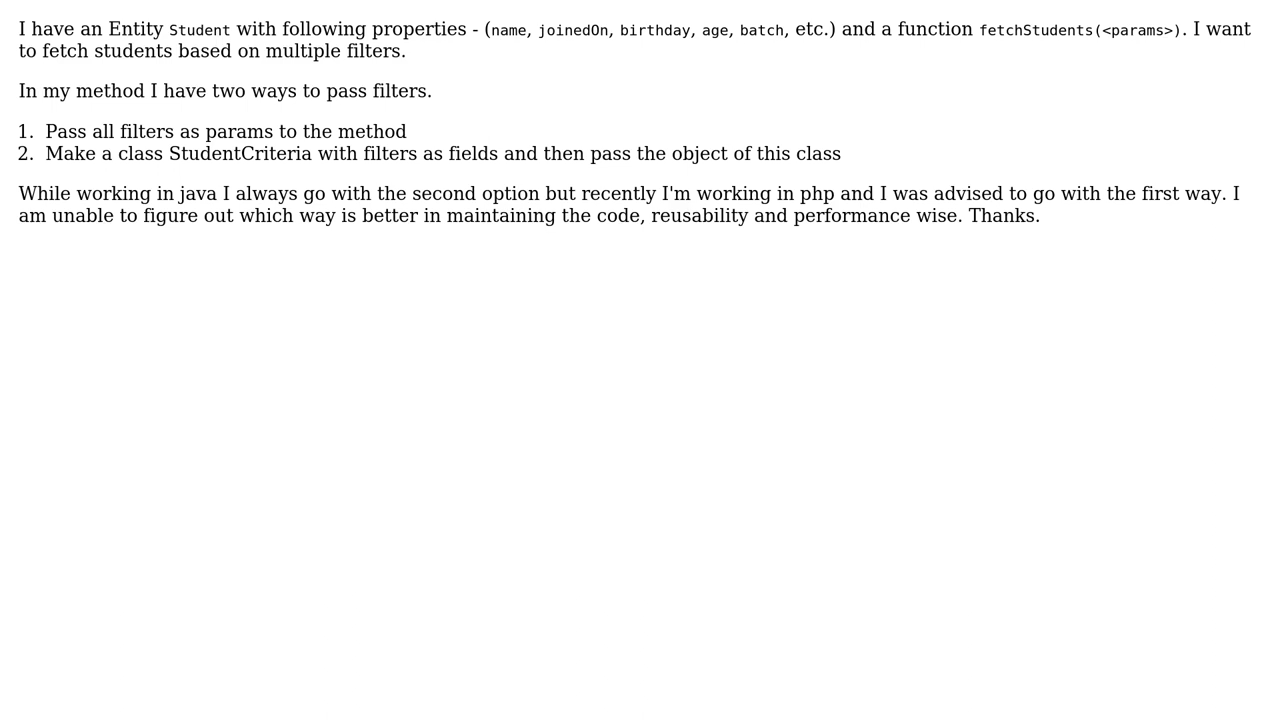 I have an Entity Student with following properties - (name, joinedOn, birthday, age, batch, etc.) and a function fetchStudents(<params>). I want
to fetch students based on multiple filters.
In my method I have two ways to pass filters.
1. Pass all filters as params to the method
2. Make a class StudentCriteria with filters as fields and then pass the object of this class
While working in java I always go with the second option but recently I'm working in php and I was advised to go with the first way. I
am unable to figure out which way is better in maintaining the code, reusability and performance wise. Thanks.